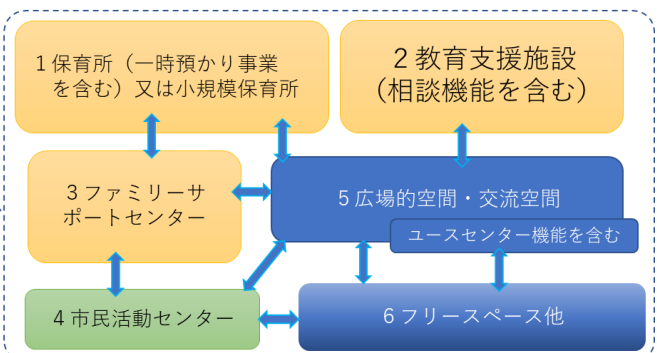 1保育所（一時預かり事業
を含む）又は小規模保育所
2教育支援施設
（相談機能を含む）
3ファミリーサ
ポートセンター
5広場的空間・交流空間
ユースセンター機能を含む
4市民活動センター
6フリースペース他